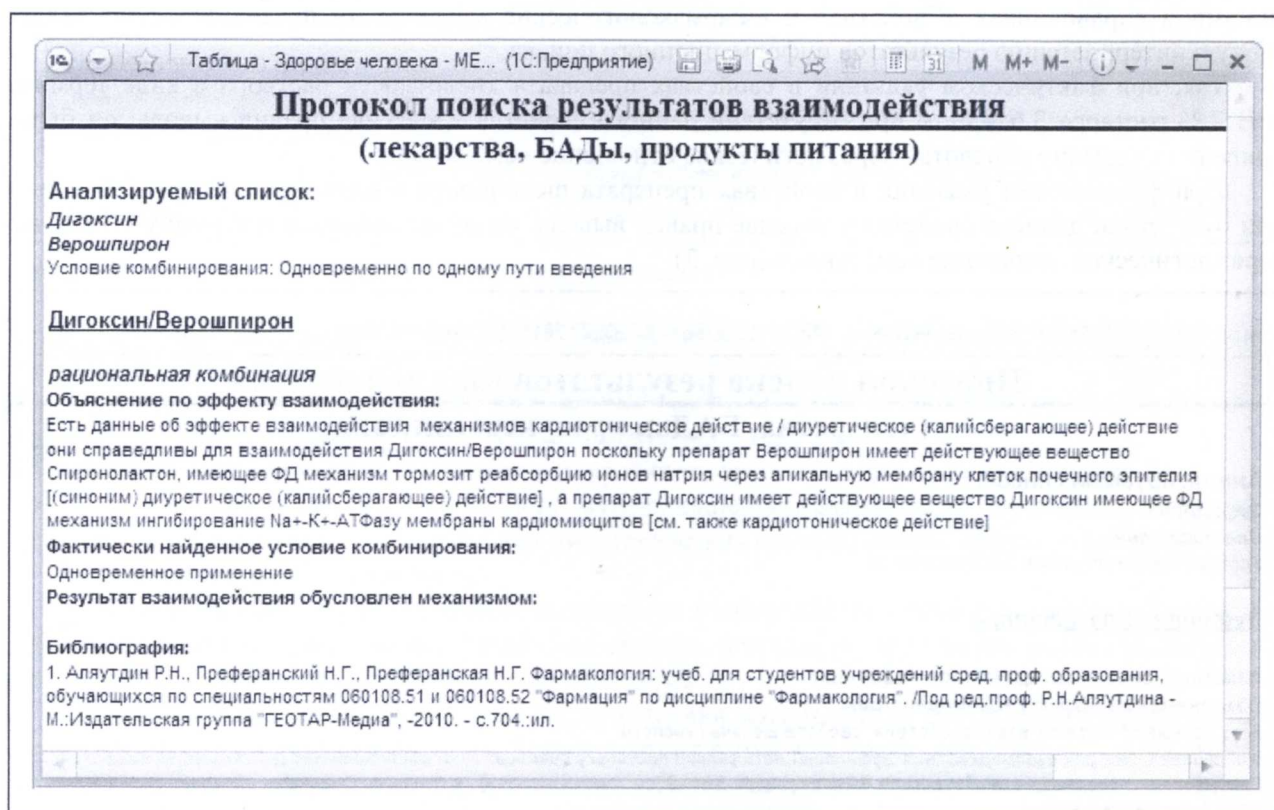 Таблица - Здоровье человека - МЕ... (1С:Предприятие) 31 M M+ M-
Протокол поиска результатов взаимодействия
(лекарства, БАДы, продукты питания)
Анализируемый список:
Дигоксин
Верошпирон
Условие комбинирования: Одновременно по одному пути введения
Дигоксин/Верошпирон
рациональная комбинация
Объяснение по эффекту взаимодействия:
Есть данные об эффекте взаимодействия механизмов кардиотоническое действие / диуретическое (калийсберагающее) действие
они справедливы для взаимодействия Дигоксин/Верошпирон поскольку препарат Верошпирон имеет действующее вещество
Спиронолактон, имеющее ФД механизм тормозит реабсорбцию ионов натрия через апикальную мембрану клеток почечного эпителия
[(синоним) диуретическое (калийсберагающее) действие] , а препарат Дигоксин имеет действующее вещество Дигоксин имеющее ФД
механизм ингибирование Na+-K+-АТФазу мембраны кардиомиоцитов [см. также кардиотоническое действие]
Фактически найденное условие комбинирования:
Одновременное применение
Результат взаимодействия обусловлен механизмом:
Библиография:
1. Аляутдин Р.Н., Преферанский Н.Г., Преферанская Н.Г. Фармакология: учеб. для студентов учреждений сред. проф. образования,
обучающихся по специальностям 060108.51 и 060108.52 "Фармация" по дисциплине "Фармакология". /Под ред.проф. Р.Н.Аляутдина -
М.:Издательская группа "ГЕОТАР-Медиа", -2010. - с.704.:ил.